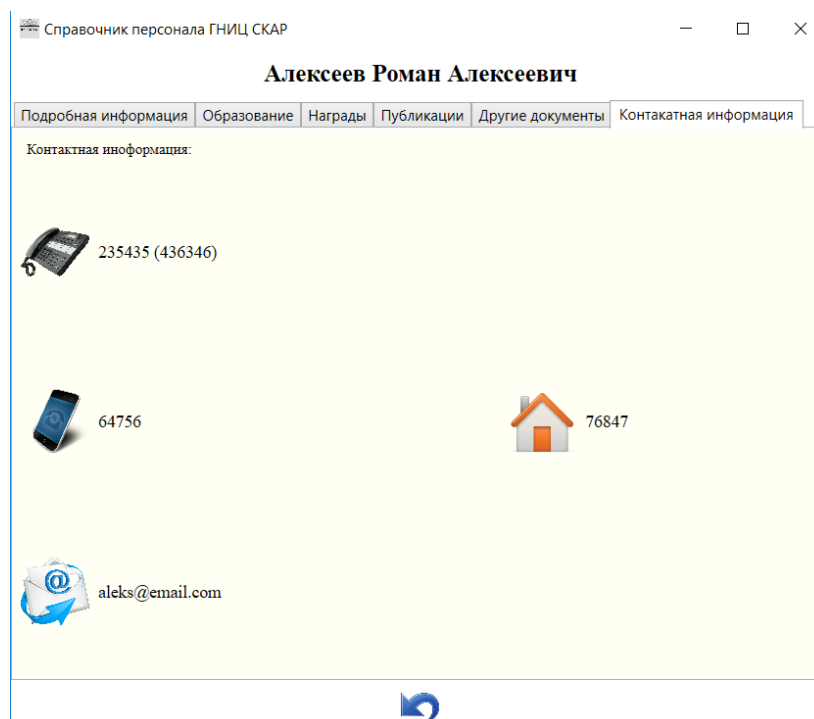 Справочник персонала ГНИЦ СКАР
Алексеев Роман Алексеевич
Подробная информация Образование Награды Публикации Другие документы Контакатная информация
Контактная иноформация:
235435 (436346)
64756 76847
aleks@email.com